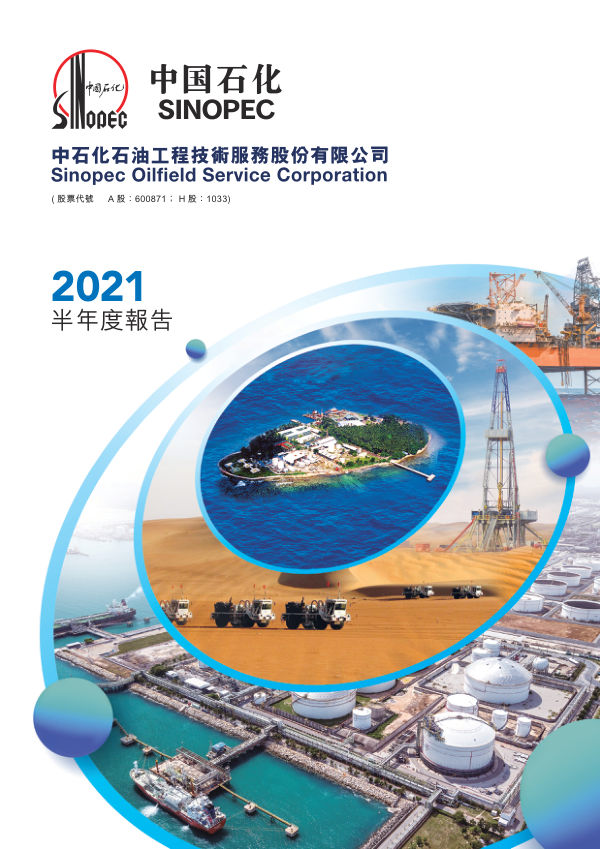 中国石化
SINOPEC
中国石化
SINOPEC
中石化石油工程技術服務股份有限公司
Sinopec Oilfield Service Corporation
( 股票代號 A 股：600871； H 股：1033)
2021
半年度報告